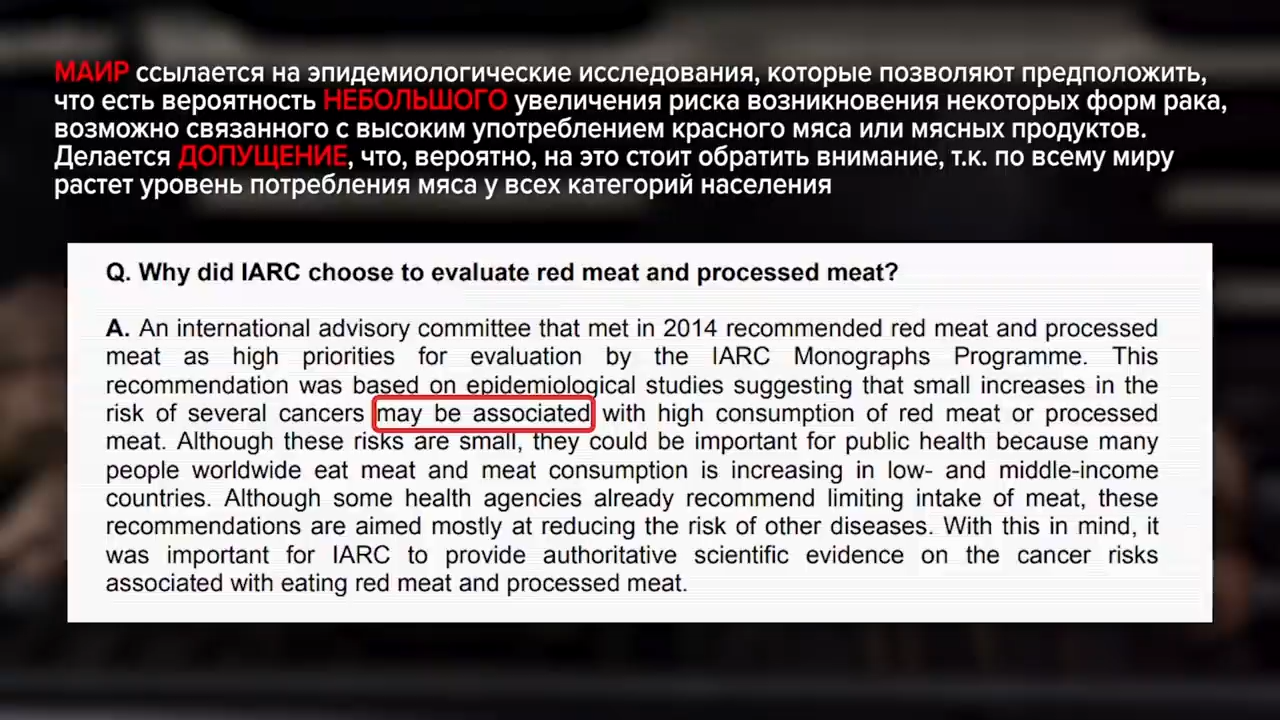 МАИР ссылается на эпидемиологические исследования, которые позволяют предположить,
что есть вероятность НЕБОЛЬШОГО увеличения риска возникновения некоторых форм рака,
возможно связанного с высоким употреблением красного мяса или мясных продуктов.
Делается ДОПУЩЕНИЕ, что, вероятно, на это стоит обратить внимание, т.к. по всему миру
растет уровень потребления мяса у всех категорий населения
Q. Why did IARC choose to evaluate red meat and processed meat?
A. An international advisory committee that met in 2014 recommended red meat and processed
meat as high priorities for evaluation by the IARC Monographs Programme. This
recommendation was based on epidemiological studies suggesting that small increases in the
risk of several cancers may be associated with high consumption of red meat or processed
meat. Although these risks are small, they could be important for public health because many
people worldwide eat meat and meat consumption is increasing in low- and middle-income
countries. Although some health agencies already recommend limiting intake of meat, these
recommendations are aimed mostly at reducing the risk of other diseases. With this in mind, it
was important for IARC to provide authoritative scientific evidence on the cancer risks
associated with eating red meat and processed meat.